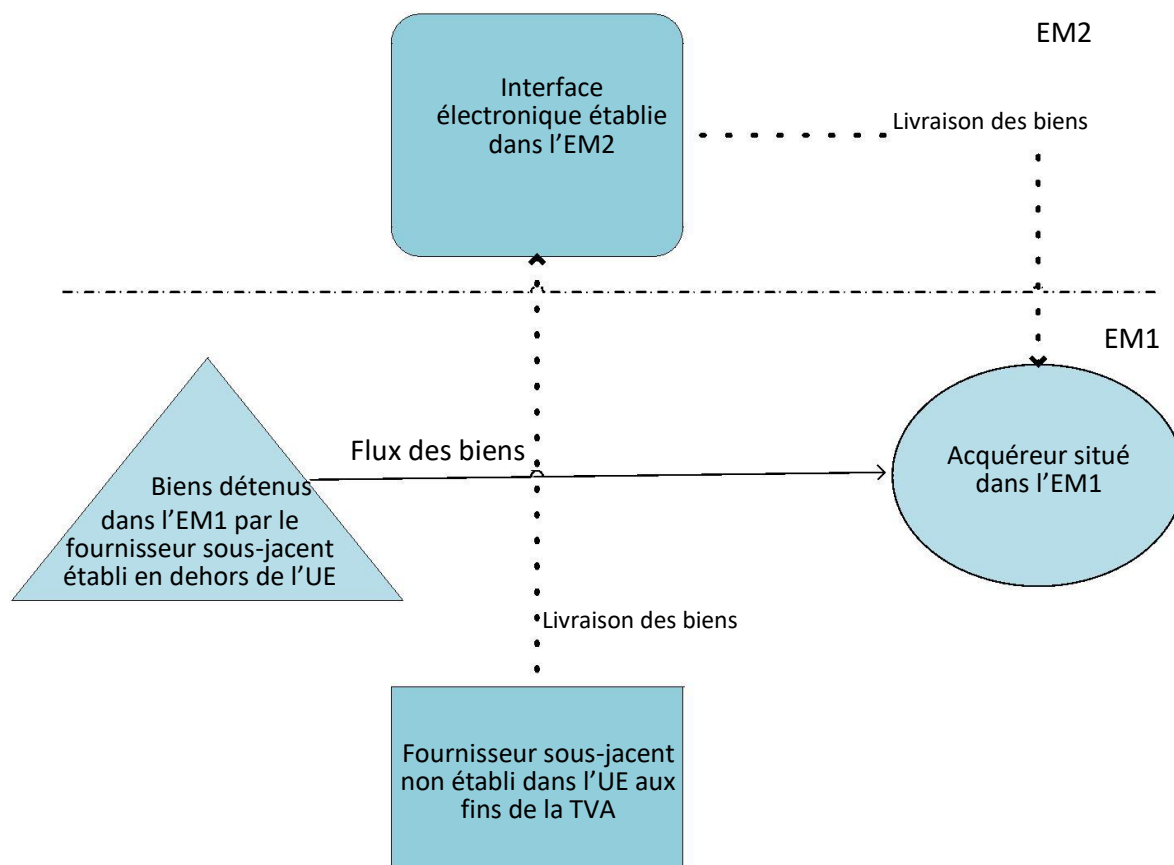 EM2
Interface
électronique établie
dans l’EM2
Livraison des biens
EM1
Flux des biens
Biens détenus
dans l’EM1 par le
fournisseur sous-jacent
établi en dehors de l’UE
Acquéreur situé
dans l’EM1
Livraison des biens
Fournisseur sous-jacent
non établi dans l’UE aux
fins de la TVA